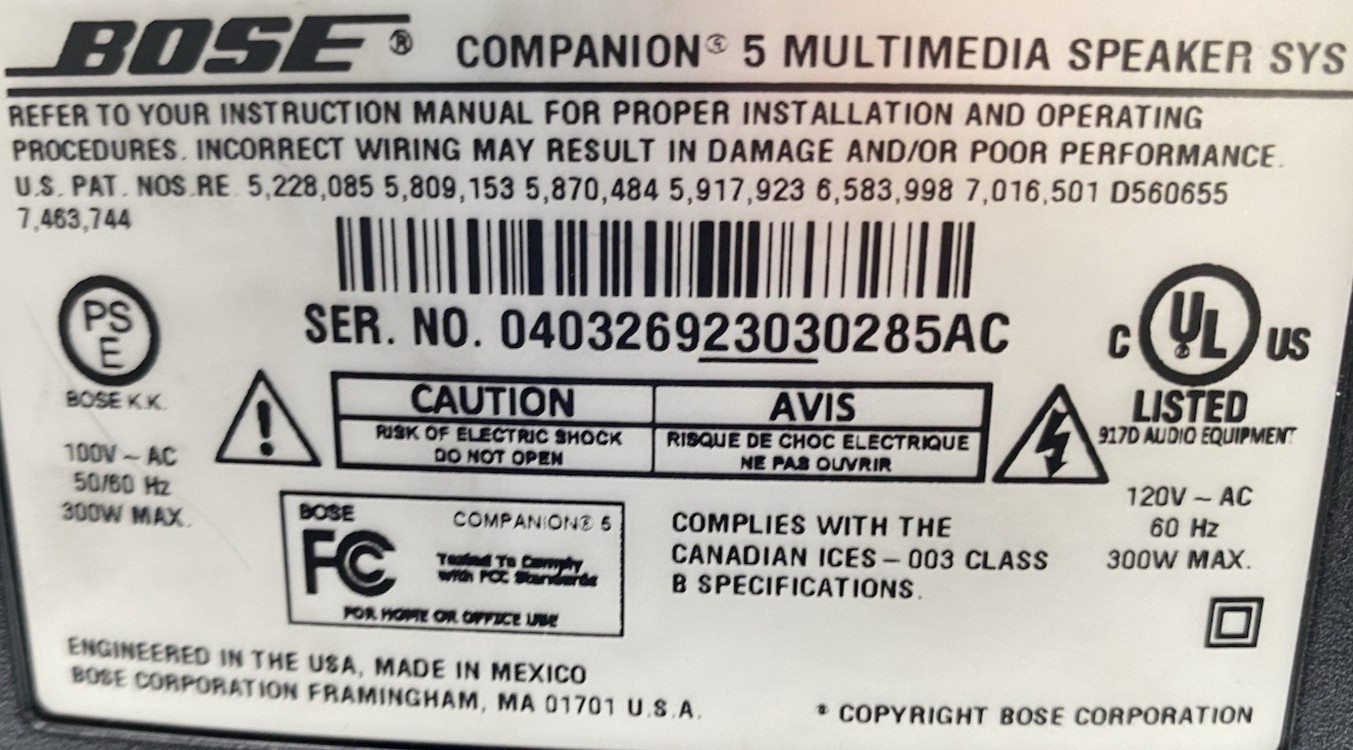 BOSE® COMPANION® 5 MULTIMEDIA SPEAKER SYS
REFER TO YOUR INSTRUCTION MANUAL FOR PROPER INSTALLATION AND OPERATING
PROCEDURES. INCORRECT WIRING MAY RESULT IN DAMAGE AND/OR POOR PERFORMANCE.
U.S. PAT. NOS.RE 5,228,085 5,809,153 5,870,484 5,917,923 6,583,998 7,016,501 D560655
7,463,744
SER. NO. 040326923030285AC
PS
E
BOSE K.K.
100V ~ AC
50/60 Hz
300W MAX.
CAUTION
RISK OF ELECTRIC SHOCK
DO NOT OPEN
AVIS
RISQUE DE CHOC ELECTRIQUE
NE PAS OUVRIR
C UL US
LISTED
917D AUDIO EQUIPMENT
120V ~ AC
60 Hz
300W MAX.
BOSE COMPANION® 5
FC
Tested To Comply
With FCC Standards
FOR HOME OR OFFICE USE
COMPLIES WITH THE
CANADIAN ICES – 003 CLASS
B SPECIFICATIONS.
ENGINEERED IN THE USA, MADE IN MEXICO
BOSE CORPORATION FRAMINGHAM, MA 01701 U.S.A.
© COPYRIGHT BOSE CORPORATION